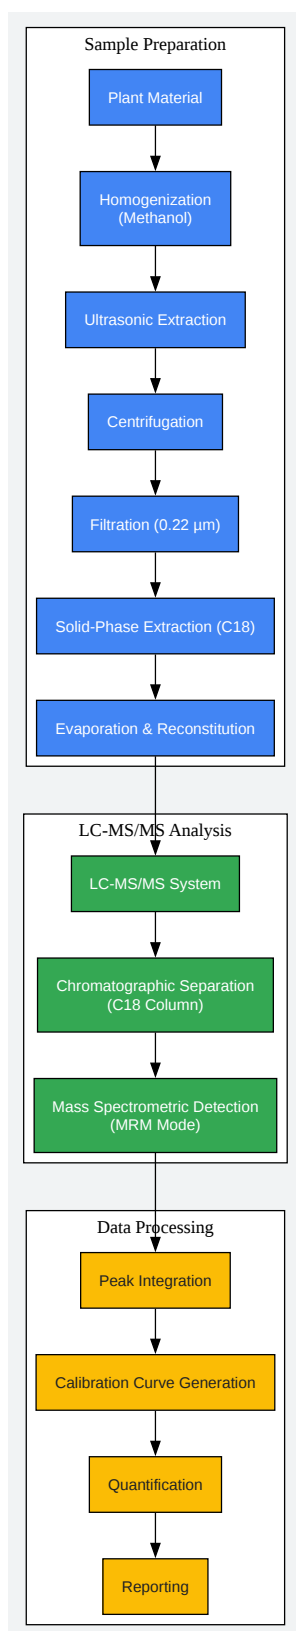 Sample Preparation
Plant Material
Homogenization
(Methanol)
Ultrasonic Extraction
Centrifugation
Filtration (0.22 µm)
Solid-Phase Extraction (C18)
Evaporation & Reconstitution
LC-MS/MS Analysis
LC-MS/MS System
Chromatographic Separation
(C18 Column)
Mass Spectrometric Detection
(MRM Mode)
Data Processing
Peak Integration
Calibration Curve Generation
Quantification
Reporting